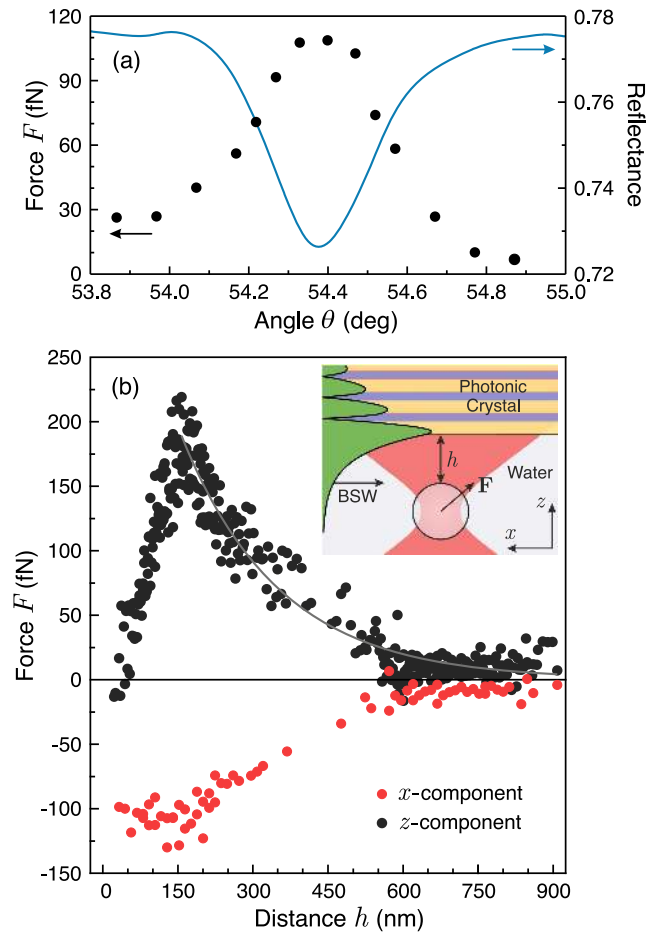 (a)
120
90
60
30
0
Force F (fN)
0.78
0.76
0.74
0.72
Reflectance
53.8 54.0 54.2 54.4 54.6 54.8 55.0
Angle θ (deg)
(b)
250
200
150
100
50
0
-50
-100
-150
Force F (fN)
Photonic
Crystal
h
Water
BSW
F
z
x
x-component
z-component
0 150 300 450 600 750 900
Distance h (nm)